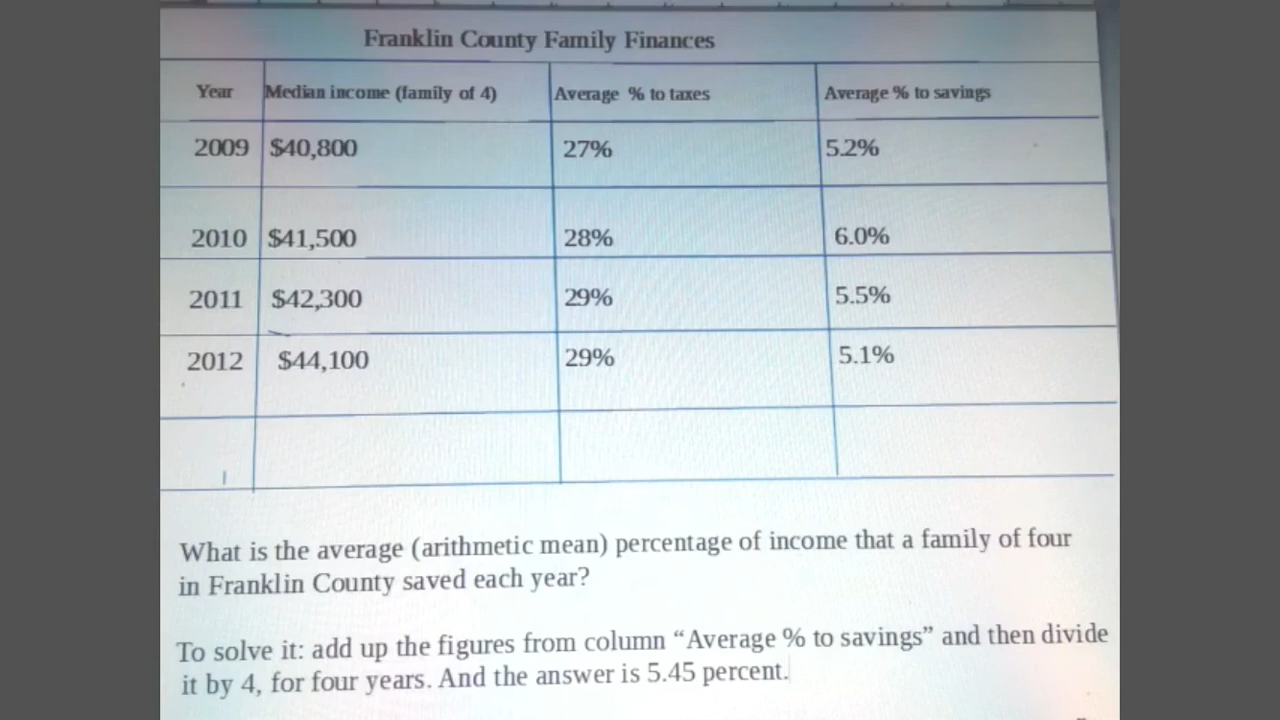 Franklin County Family Finances
Year Median income (family of 4) Average % to taxes Average % to savings
2009 $40,800 27% 5.2%
2010 $41,500 28% 6.0%
2011 $42,300 29% 5.5%
2012 $44,100 29% 5.1%
What is the average (arithmetic mean) percentage of income that a family of four
in Franklin County saved each year?
To solve it: add up the figures from column “Average % to savings” and then divide
it by 4, for four years. And the answer is 5.45 percent.